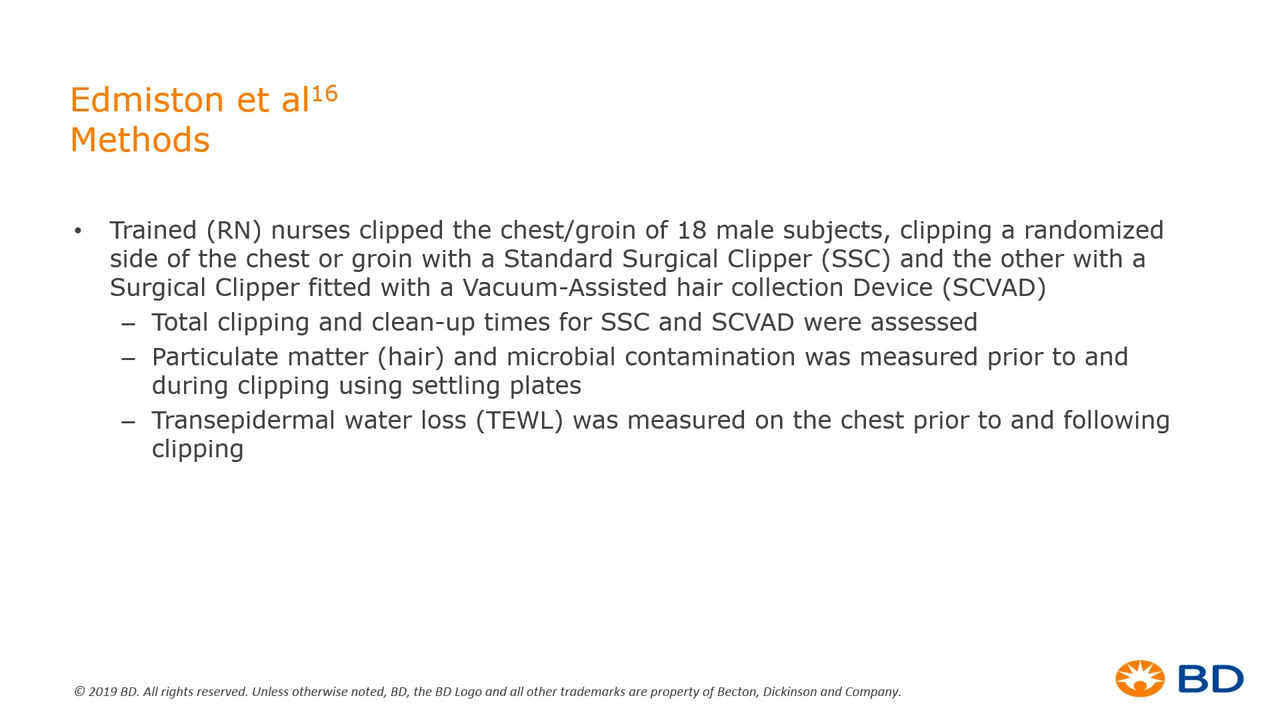 Edmiston et al16
Methods
• Trained (RN) nurses clipped the chest/groin of 18 male subjects, clipping a randomized
side of the chest or groin with a Standard Surgical Clipper (SSC) and the other with a
Surgical Clipper fitted with a Vacuum-Assisted hair collection Device (SCVAD)
– Total clipping and clean-up times for SSC and SCVAD were assessed
– Particulate matter (hair) and microbial contamination was measured prior to and
during clipping using settling plates
– Transepidermal water loss (TEWL) was measured on the chest prior to and following
clipping
© 2019 BD. All rights reserved. Unless otherwise noted, BD, the BD Logo and all other trademarks are property of Becton, Dickinson and Company.
BD